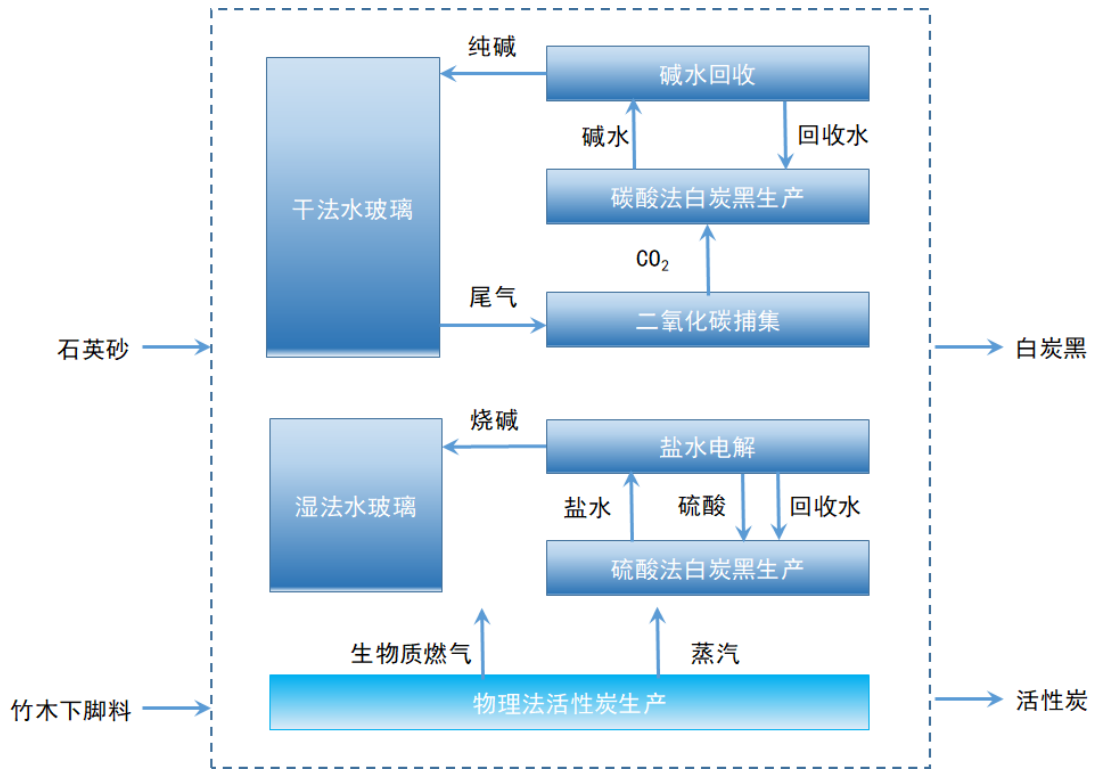 纯碱
碱水回收
碱水
回收水
干法水玻璃
碳酸法白炭黑生产
CO₂
尾气
二氧化碳捕集
石英砂
白炭黑
烧碱
盐水电解
湿法水玻璃
盐水
硫酸
回收水
硫酸法白炭黑生产
生物质燃气
蒸汽
竹木下脚料
物理法活性炭生产
活性炭